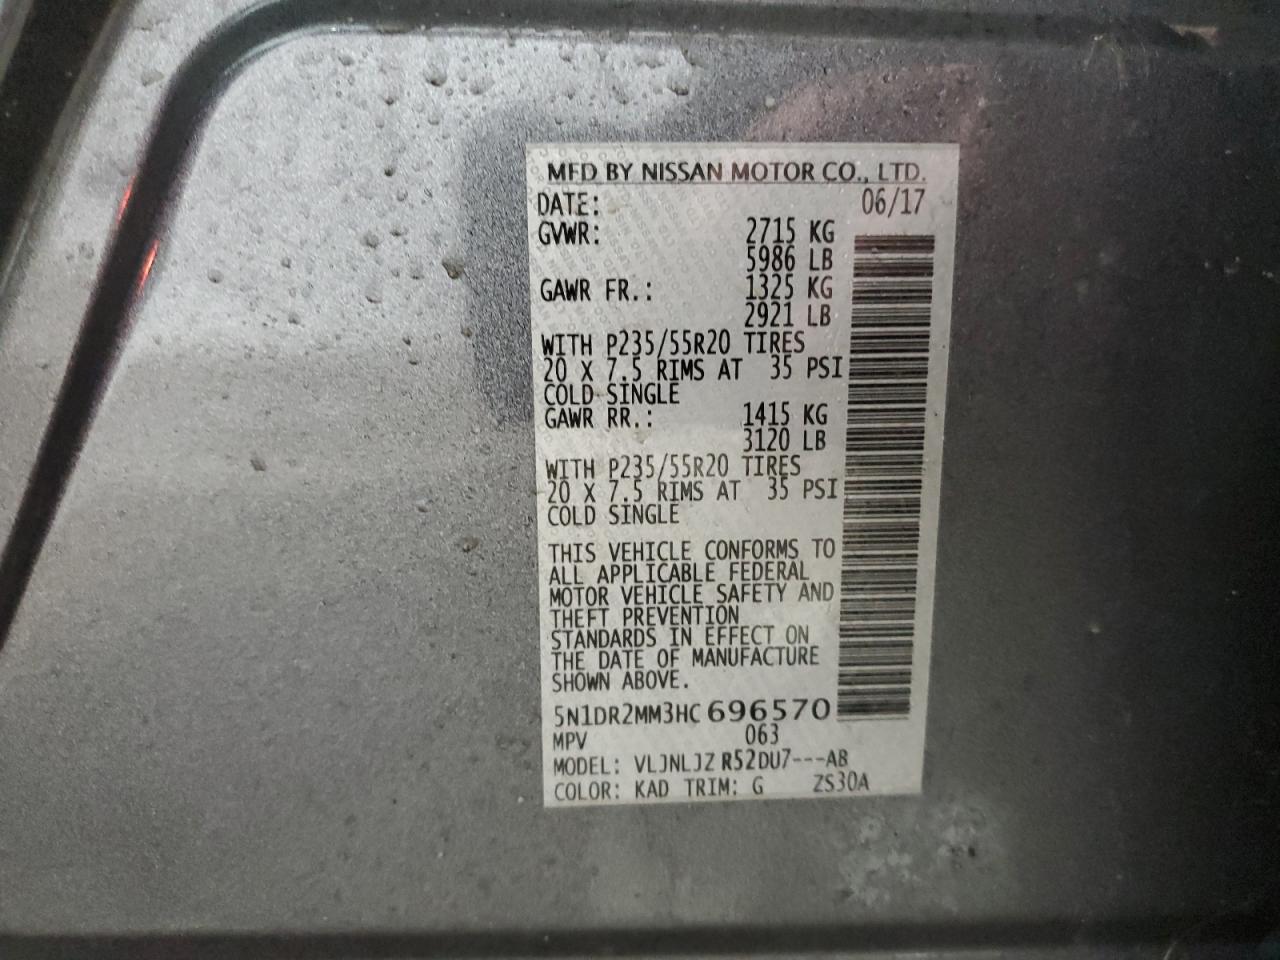 MFD BY NISSAN MOTOR CO., LTD.
DATE: 06/17
GVWR: 2715 KG
5986 LB
GAWR FR.: 1325 KG
2921 LB
WITH P235/55R20 TIRES
20 X 7.5 RIMS AT 35 PSI
COLD SINGLE
GAWR RR.: 1415 KG
3120 LB
WITH P235/55R20 TIRES
20 X 7.5 RIMS AT 35 PSI
COLD SINGLE
THIS VEHICLE CONFORMS TO
ALL APPLICABLE FEDERAL
MOTOR VEHICLE SAFETY AND
THEFT PREVENTION
STANDARDS IN EFFECT ON
THE DATE OF MANUFACTURE
SHOWN ABOVE.
5N1DR2MM3HC 696570
MPV 063
MODEL: VLJNLJZ R52DU7---AB
COLOR: KAD TRIM: G ZS30A